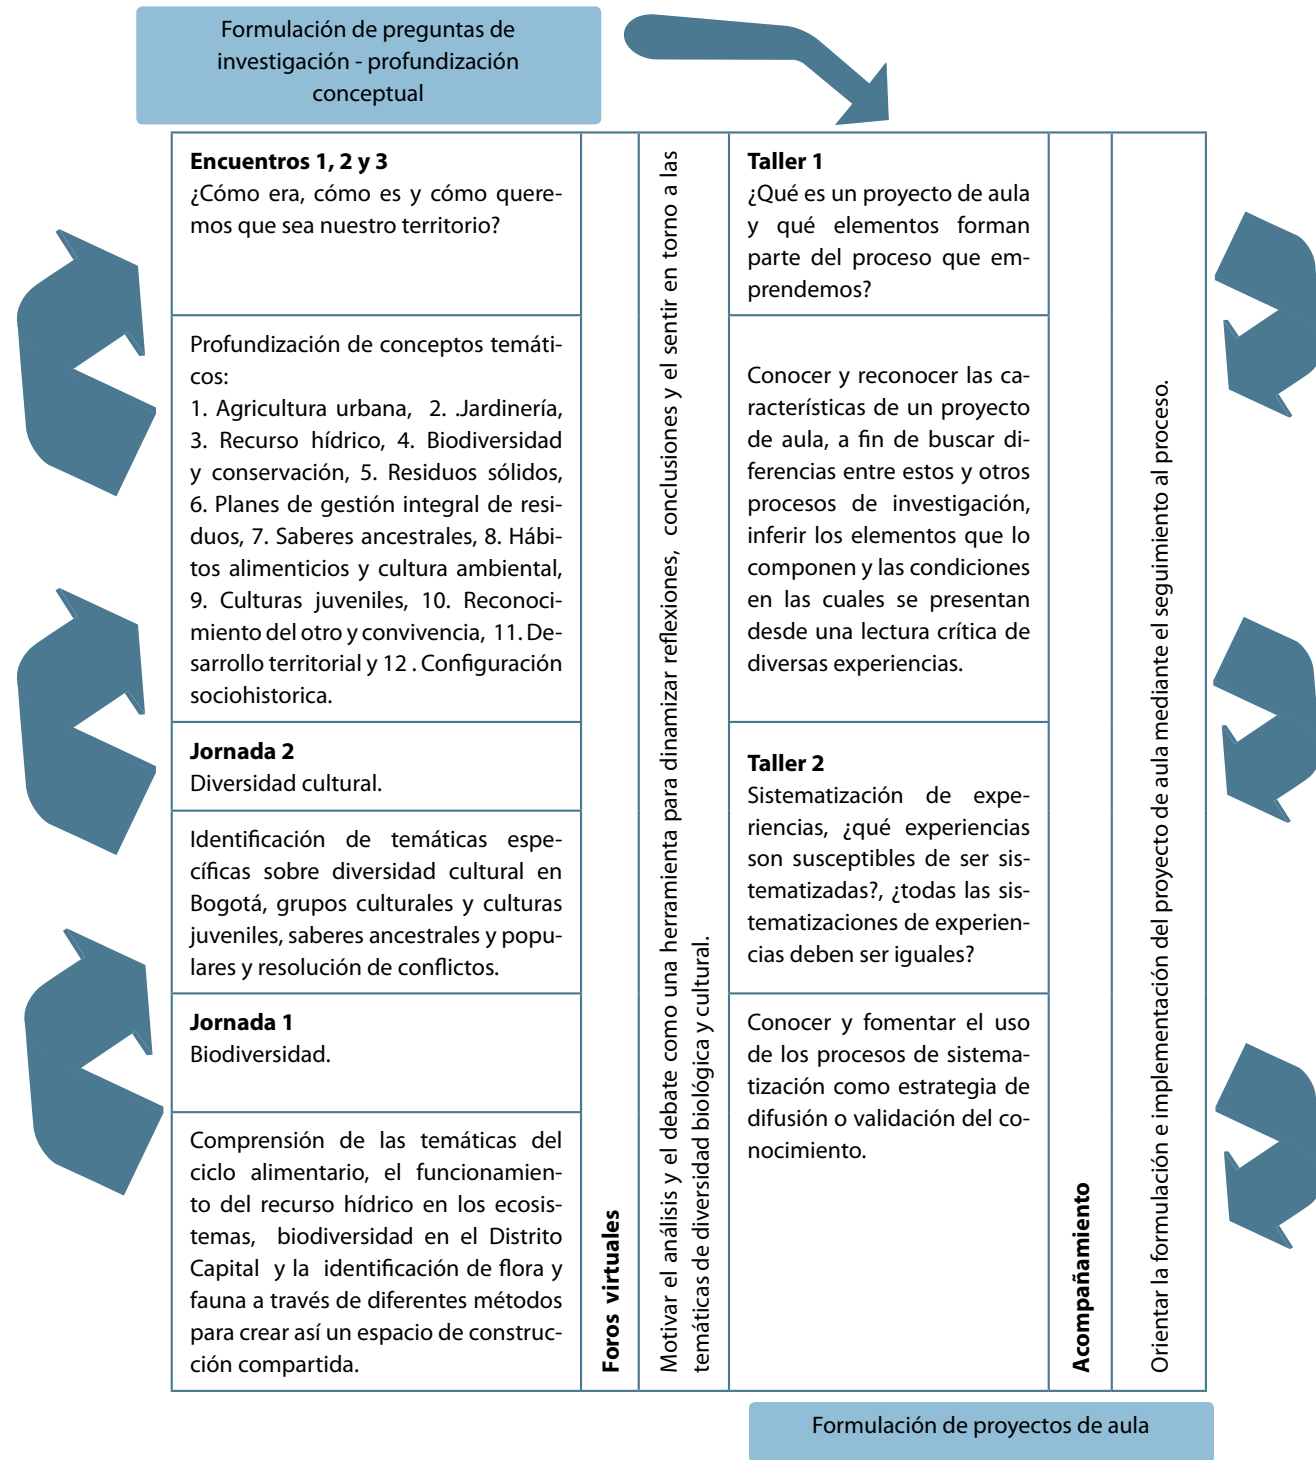 Formulación de preguntas de
investigación - profundización
conceptual
Encuentros 1, 2 y 3
¿Cómo era, cómo es y cómo quere-
mos que sea nuestro territorio?
Profundización de conceptos temáti-
cos:
1. Agricultura urbana, 2. .Jardinería,
3. Recurso hídrico, 4. Biodiversidad
y conservación, 5. Residuos sólidos,
6. Planes de gestión integral de resi-
duos, 7. Saberes ancestrales, 8. Hábi-
tos alimenticios y cultura ambiental,
9. Culturas juveniles, 10. Reconoci-
miento del otro y convivencia, 11. De-
sarrollo territorial y 12 . Configuración
sociohistorica.
Jornada 2
Diversidad cultural.
Identificación de temáticas espe-
cíficas sobre diversidad cultural en
Bogotá, grupos culturales y culturas
juveniles, saberes ancestrales y popu-
lares y resolución de conflictos.
Jornada 1
Biodiversidad.
Comprensión de las temáticas del
ciclo alimentario, el funcionamien-
to del recurso hídrico en los ecosis-
temas, biodiversidad en el Distrito
Capital y la identificación de flora y
fauna a través de diferentes métodos
para crear así un espacio de construc-
ción compartida.
Foros virtuales
Motivar el análisis y el debate como una herramienta para dinamizar reflexiones, conclusiones y el sentir en torno a las
temáticas de diversidad biológica y cultural.
Taller 1
¿Qué es un proyecto de aula
y qué elementos forman
parte del proceso que em-
prendemos?
Conocer y reconocer las ca-
racterísticas de un proyecto
de aula, a fin de buscar di-
ferencias entre estos y otros
procesos de investigación,
inferir los elementos que lo
componen y las condiciones
en las cuales se presentan
desde una lectura crítica de
diversas experiencias.
Taller 2
Sistematización de expe-
riencias, ¿qué experiencias
son susceptibles de ser sis-
tematizadas?, ¿todas las sis-
tematizaciones de experien-
cias deben ser iguales?
Conocer y fomentar el uso
de los procesos de sistema-
tización como estrategia de
difusión o validación del co-
nocimiento.
Acompañamiento
Orientar la formulación e implementación del proyecto de aula mediante el seguimiento al proceso.
Formulación de proyectos de aula